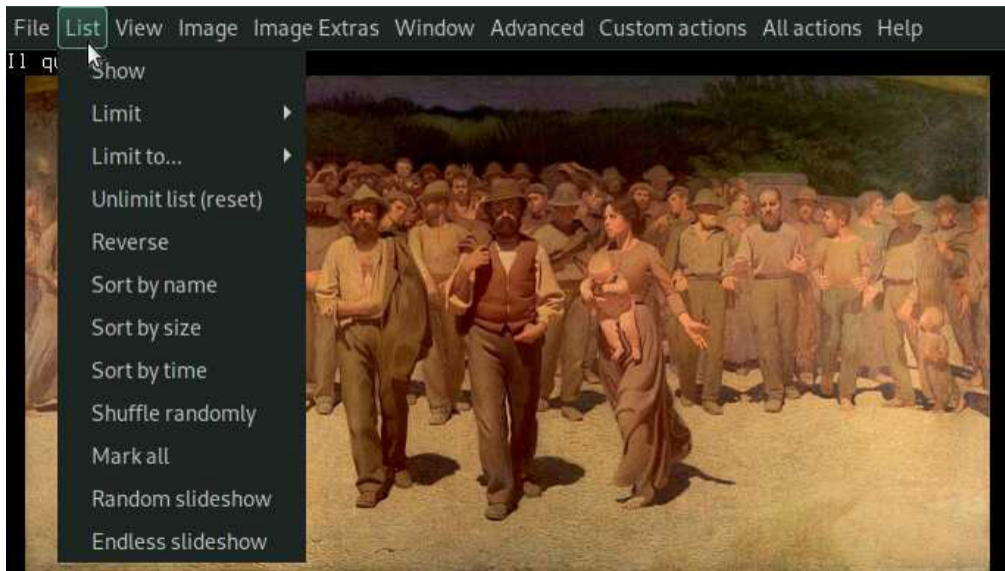 File List View Image Image Extras Window Advanced Custom actions All actions Help
Il
Show
Limit
Limit to...
Unlimit list (reset)
Reverse
Sort by name
Sort by size
Sort by time
Shuffle randomly
Mark all
Random slideshow
Endless slideshow